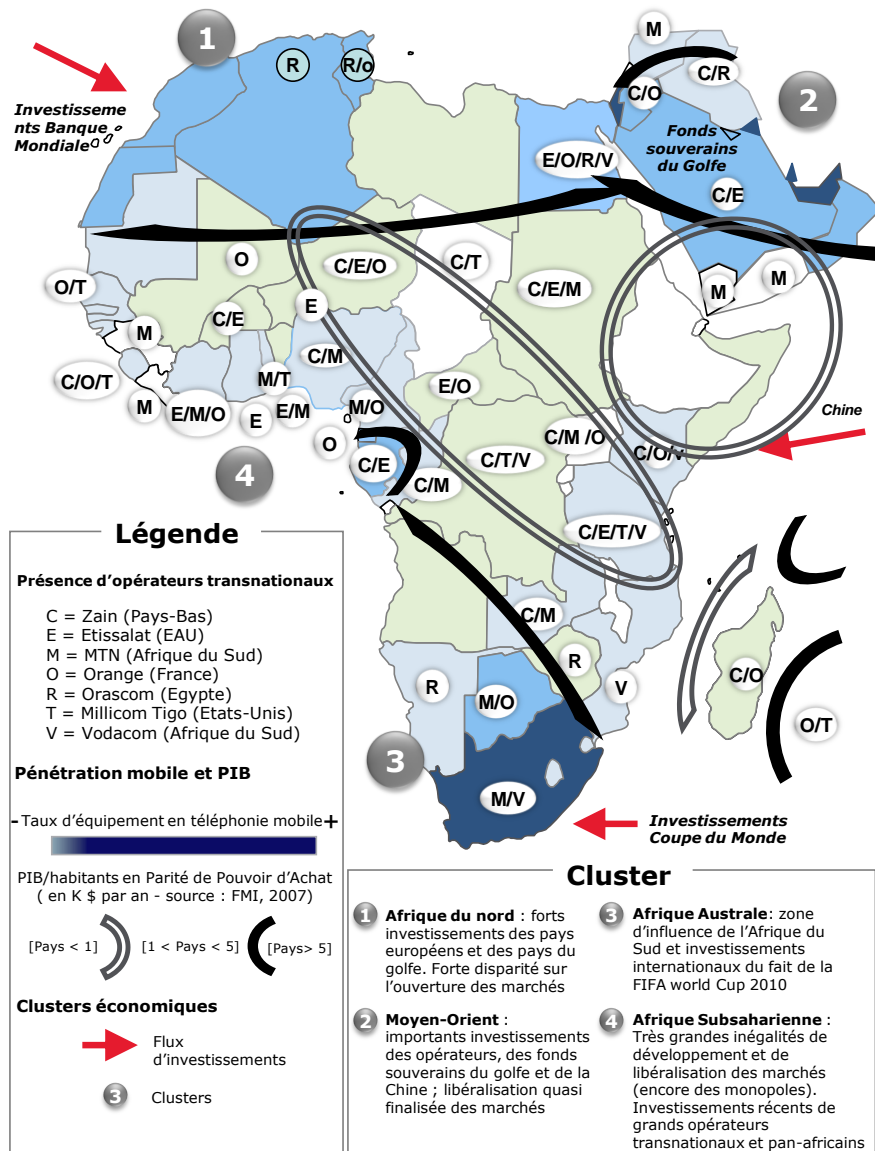 1
M
R
R/o
C/R
Investisseme
nts Banque
Mondiale
C/O
2
Fonds
souverains
du Golfe
E/O/R/V
C/E
O
C/E/O
C/T
O/T
C/E/M
M
M
E
M
C/E
C/M
C/O/T
M/T
E/O
M
E/M/O
E
E/M
M/O
Chine
O
C/M /O
C/O/V
4
C/E
C/M
C/T/V
C/E/T/V
C/M
R
R
M/O
V
C/O
O/T
3
M/V
Investissements
Coupe du Monde
Légende
Présence d’opérateurs transnationaux
C = Zain (Pays-Bas)
E = Etissalat (EAU)
M = MTN (Afrique du Sud)
O = Orange (France)
R = Orascom (Egypte)
T = Millicom Tigo (Etats-Unis)
V = Vodacom (Afrique du Sud)
Pénétration mobile et PIB
- Taux d’équipement en téléphonie mobile +
PIB/habitants en Parité de Pouvoir d’Achat
( en K $ par an - source : FMI, 2007)
[Pays < 1] [1 < Pays < 5] [Pays> 5]
Clusters économiques
Flux
d’investissements
3 Clusters
Cluster
1 Afrique du nord : forts
investissements des pays
européens et des pays du
golfe. Forte disparité sur
l’ouverture des marchés
2 Moyen-Orient :
importants investissements
des opérateurs, des fonds
souverains du golfe et de la
Chine ; libéralisation quasi
finalisée des marchés
3 Afrique Australe: zone
d’influence de l’Afrique du
Sud et investissements
internationaux du fait de la
FIFA world Cup 2010
4 Afrique Subsaharienne :
Très grandes inégalités de
développement et de
libéralisation des marchés
(encore des monopoles).
Investissements récents de
grands opérateurs
transnationaux et pan-africains